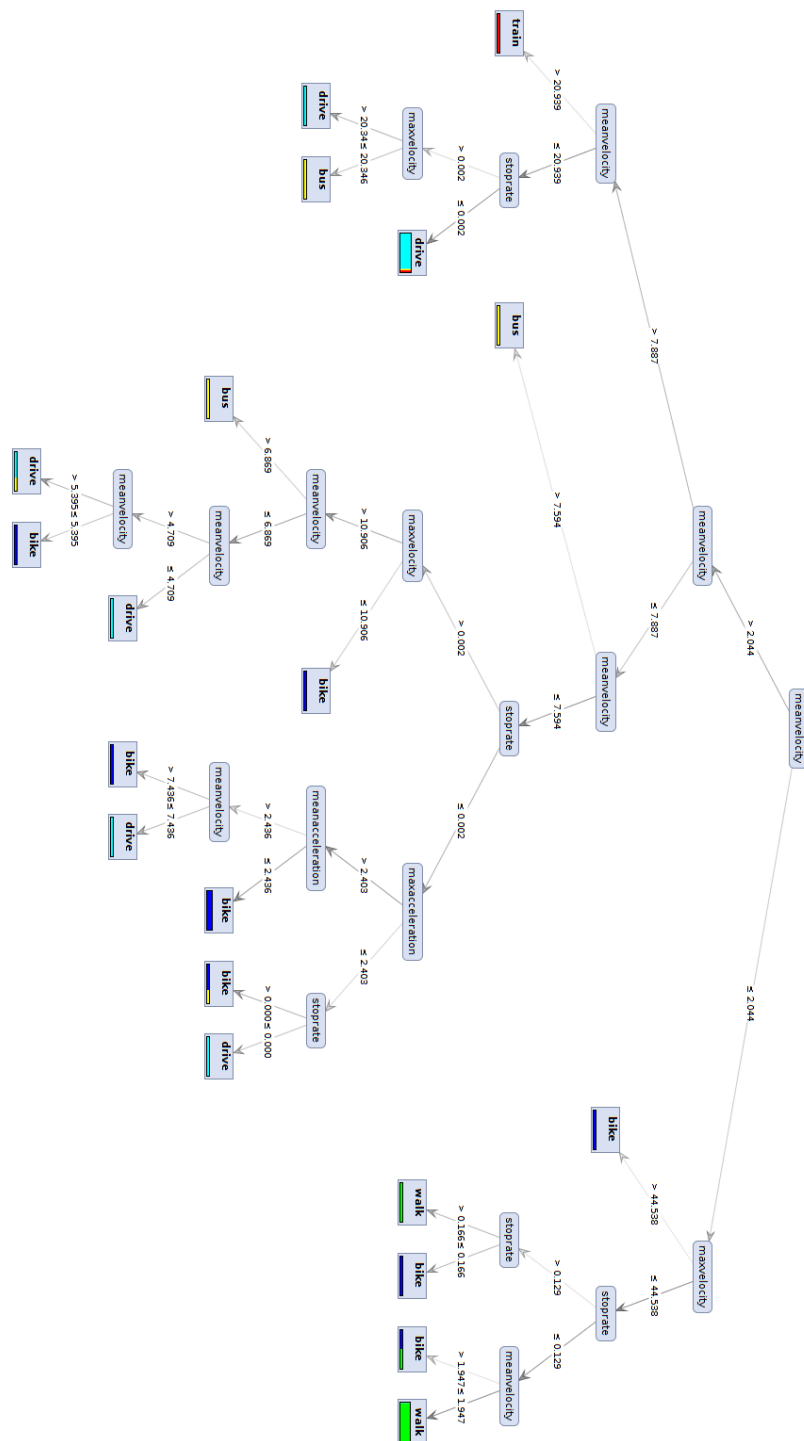 meanvelocity
> 2.044 ≤ 2.044
meanvelocity maxvelocity
> 7.887 ≤ 7.887 > 44.538 ≤ 44.538
meanvelocity meanvelocity bike stoprate
> 20.939 ≤ 20.939 > 7.594 ≤ 7.594 > 0.129 ≤ 0.129
train stoprate bus stoprate stoprate meanvelocity
> 0.002 ≤ 0.002 > 0.002 ≤ 0.002 > 0.166≤ 0.166 > 1.947≤ 1.947
maxvelocity drive maxvelocity maxacceleration walk bike bike walk
> 20.34≤ 20.346 > 10.906 ≤ 10.906 > 2.403 ≤ 2.403
drive bus meanvelocity bike meanacceleration stoprate
> 6.869 ≤ 6.869 > 2.436 ≤ 2.436 > 0.000≤ 0.000
bus meanvelocity meanvelocity bike bike drive
> 4.709 ≤ 4.709 > 7.436≤ 7.436
meanvelocity drive bike drive
> 5.395≤ 5.395
drive bike